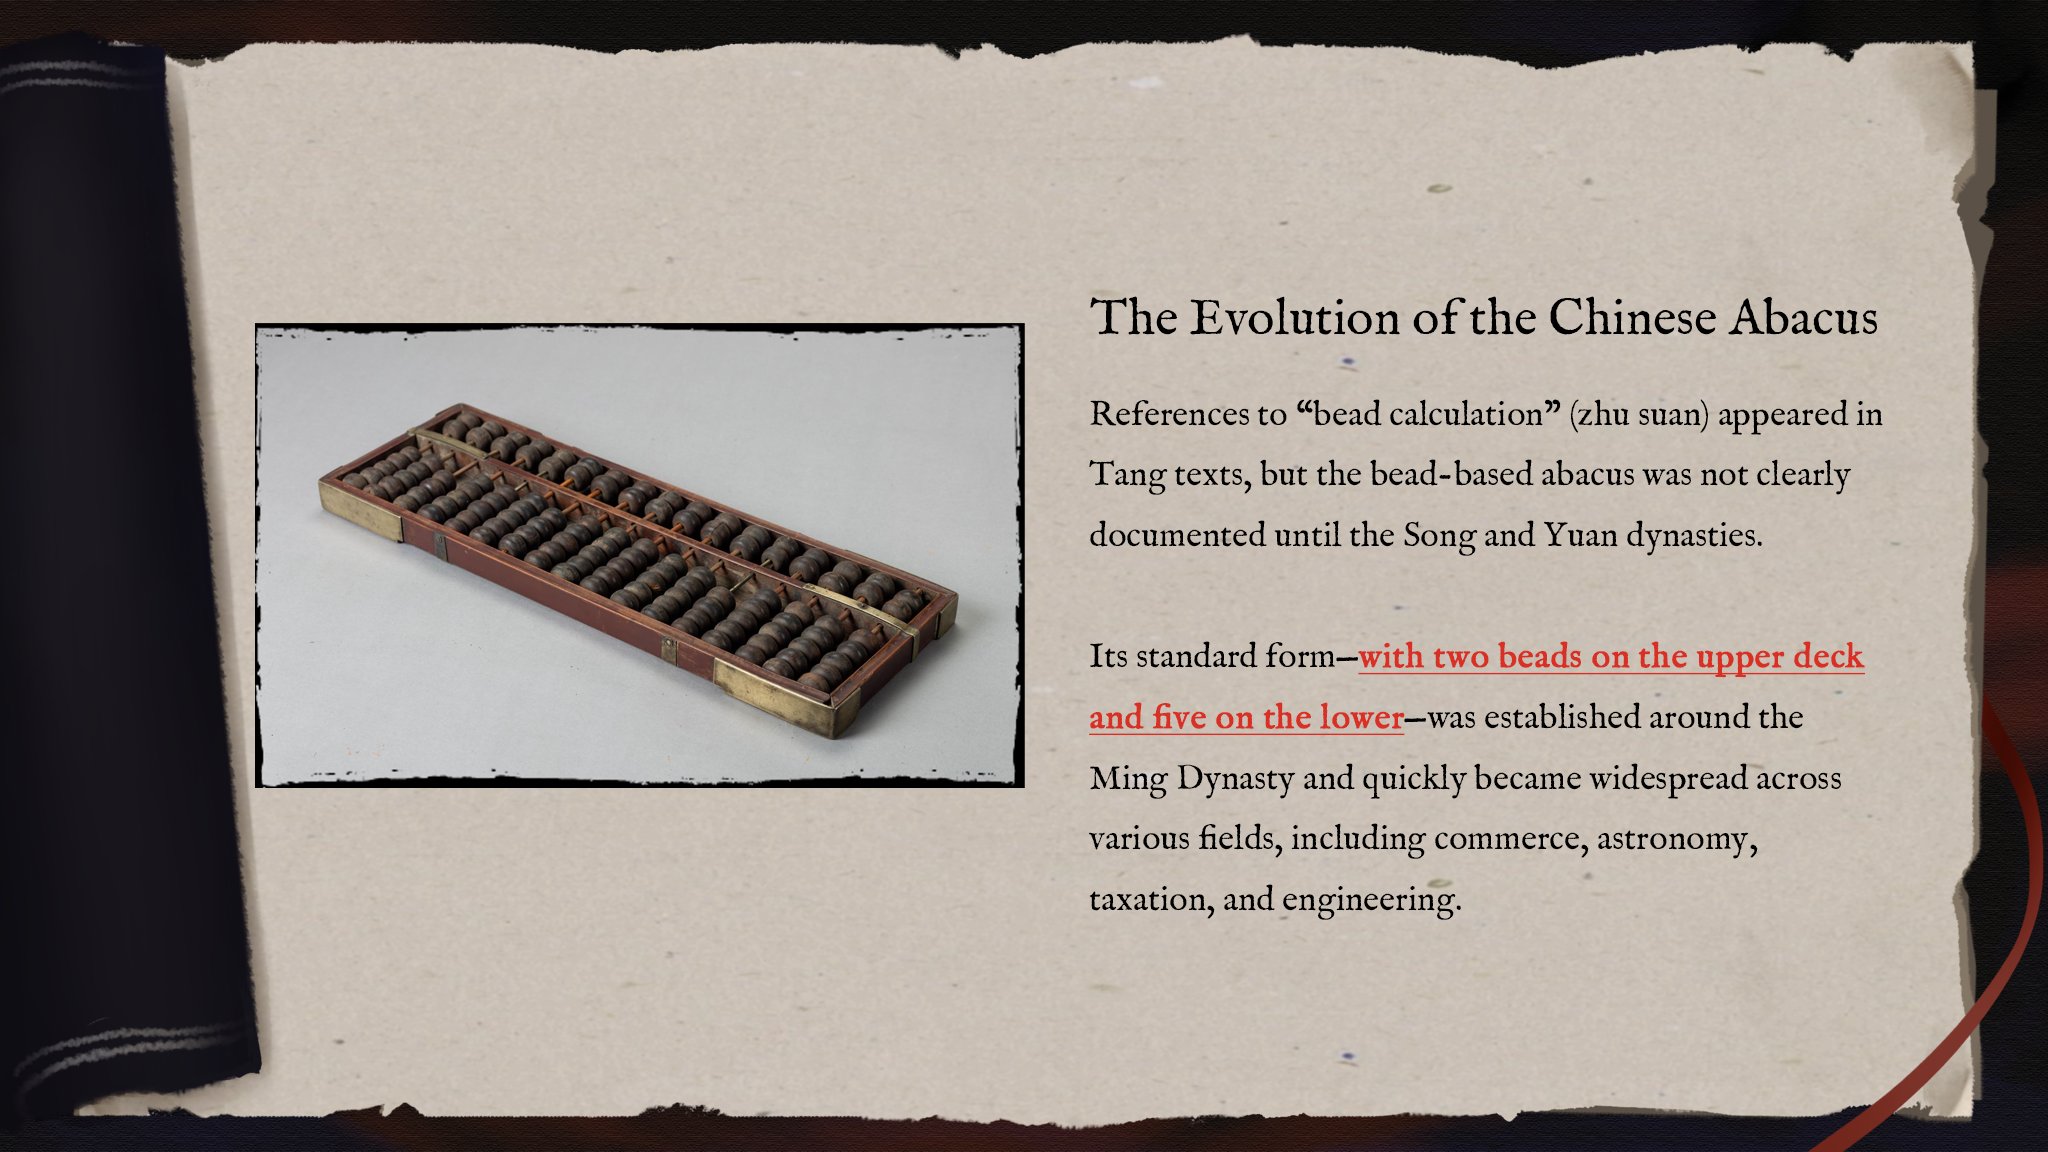 The Evolution of the Chinese Abacus
References to “bead calculation” (zhu suan) appeared in
Tang texts, but the bead-based abacus was not clearly
documented until the Song and Yuan dynasties.
Its standard form—with two beads on the upper deck
and five on the lower—was established around the
Ming Dynasty and quickly became widespread across
various fields, including commerce, astronomy,
taxation, and engineering.